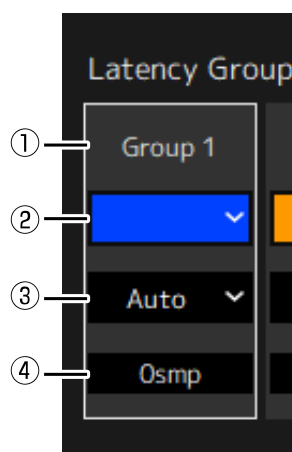 Latency Group
① Group 1
②
③ Auto
④ 0smp